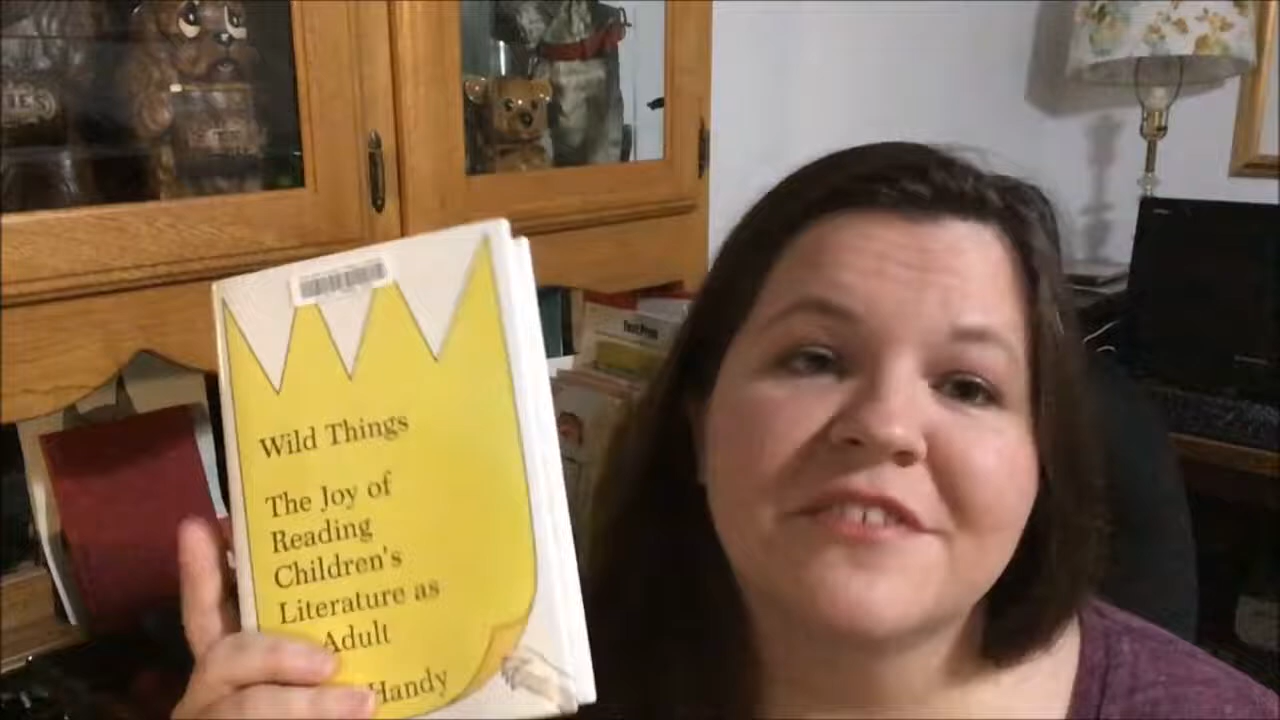 Wild Things
The Joy of
Reading
Children's
Literature as
Adult
Handy